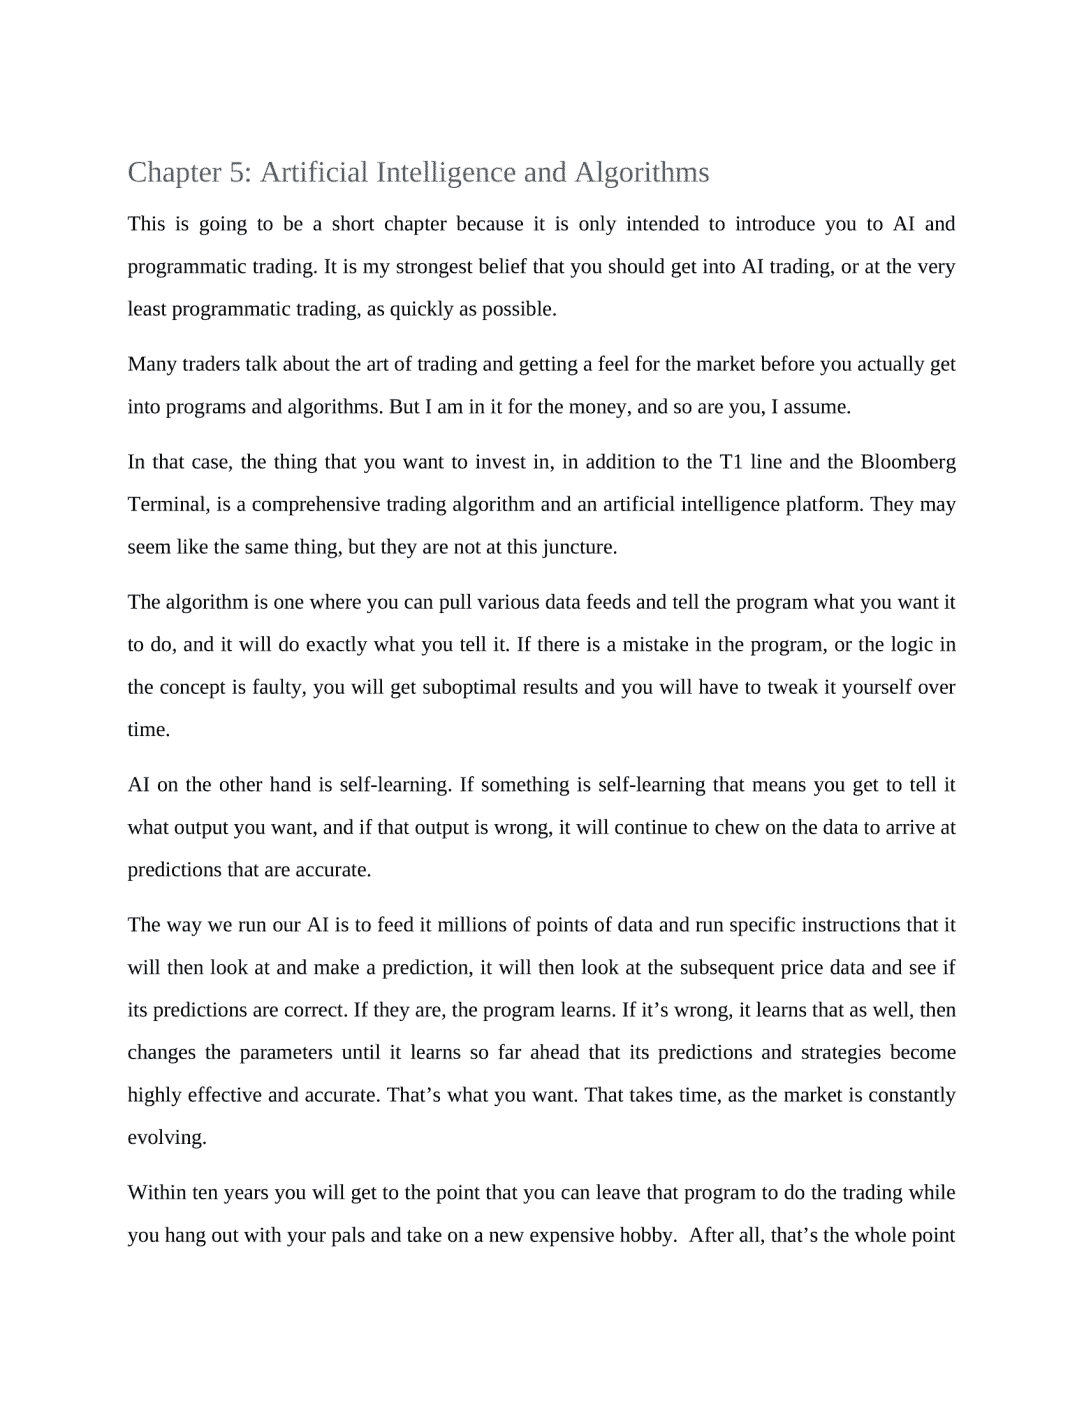 Chapter 5: Artificial Intelligence and Algorithms
This is going to be a short chapter because it is only intended to introduce you to AI and
programmatic trading. It is my strongest belief that you should get into AI trading, or at the very
least programmatic trading, as quickly as possible.
Many traders talk about the art of trading and getting a feel for the market before you actually get
into programs and algorithms. But I am in it for the money, and so are you, I assume.
In that case, the thing that you want to invest in, in addition to the T1 line and the Bloomberg
Terminal, is a comprehensive trading algorithm and an artificial intelligence platform. They may
seem like the same thing, but they are not at this juncture.
The algorithm is one where you can pull various data feeds and tell the program what you want it
to do, and it will do exactly what you tell it. If there is a mistake in the program, or the logic in
the concept is faulty, you will get suboptimal results and you will have to tweak it yourself over
time.
AI on the other hand is self-learning. If something is self-learning that means you get to tell it
what output you want, and if that output is wrong, it will continue to chew on the data to arrive at
predictions that are accurate.
The way we run our AI is to feed it millions of points of data and run specific instructions that it
will then look at and make a prediction, it will then look at the subsequent price data and see if
its predictions are correct. If they are, the program learns. If it’s wrong, it learns that as well, then
changes the parameters until it learns so far ahead that its predictions and strategies become
highly effective and accurate. That’s what you want. That takes time, as the market is constantly
evolving.
Within ten years you will get to the point that you can leave that program to do the trading while
you hang out with your pals and take on a new expensive hobby.  After all, that’s the whole point